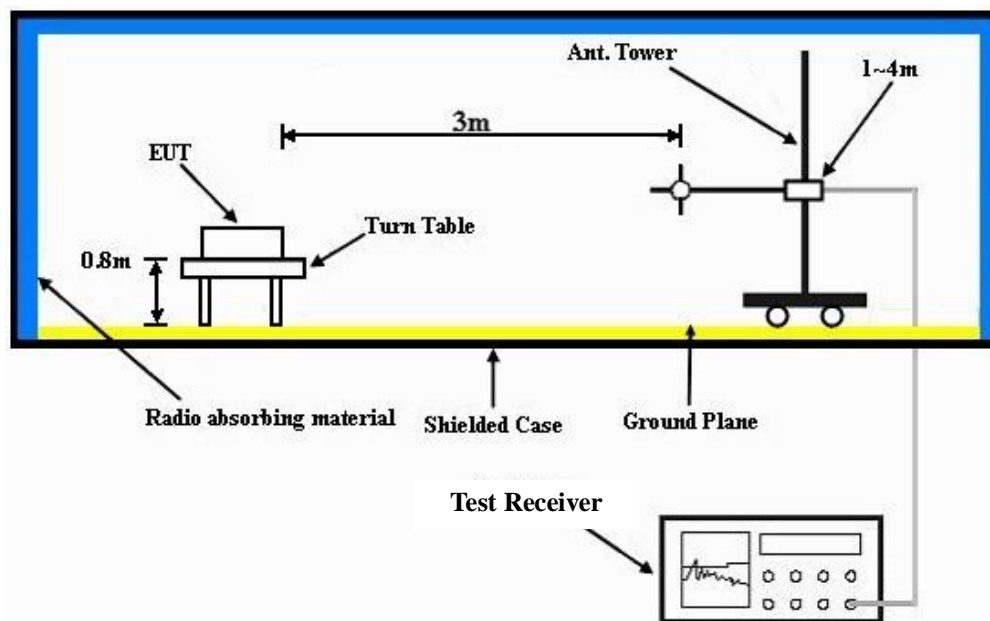 Ant. Tower
1~4m
3m
EUT
Turn Table
0.8m
Radio absorbing material
Shielded Case
Ground Plane
Test Receiver